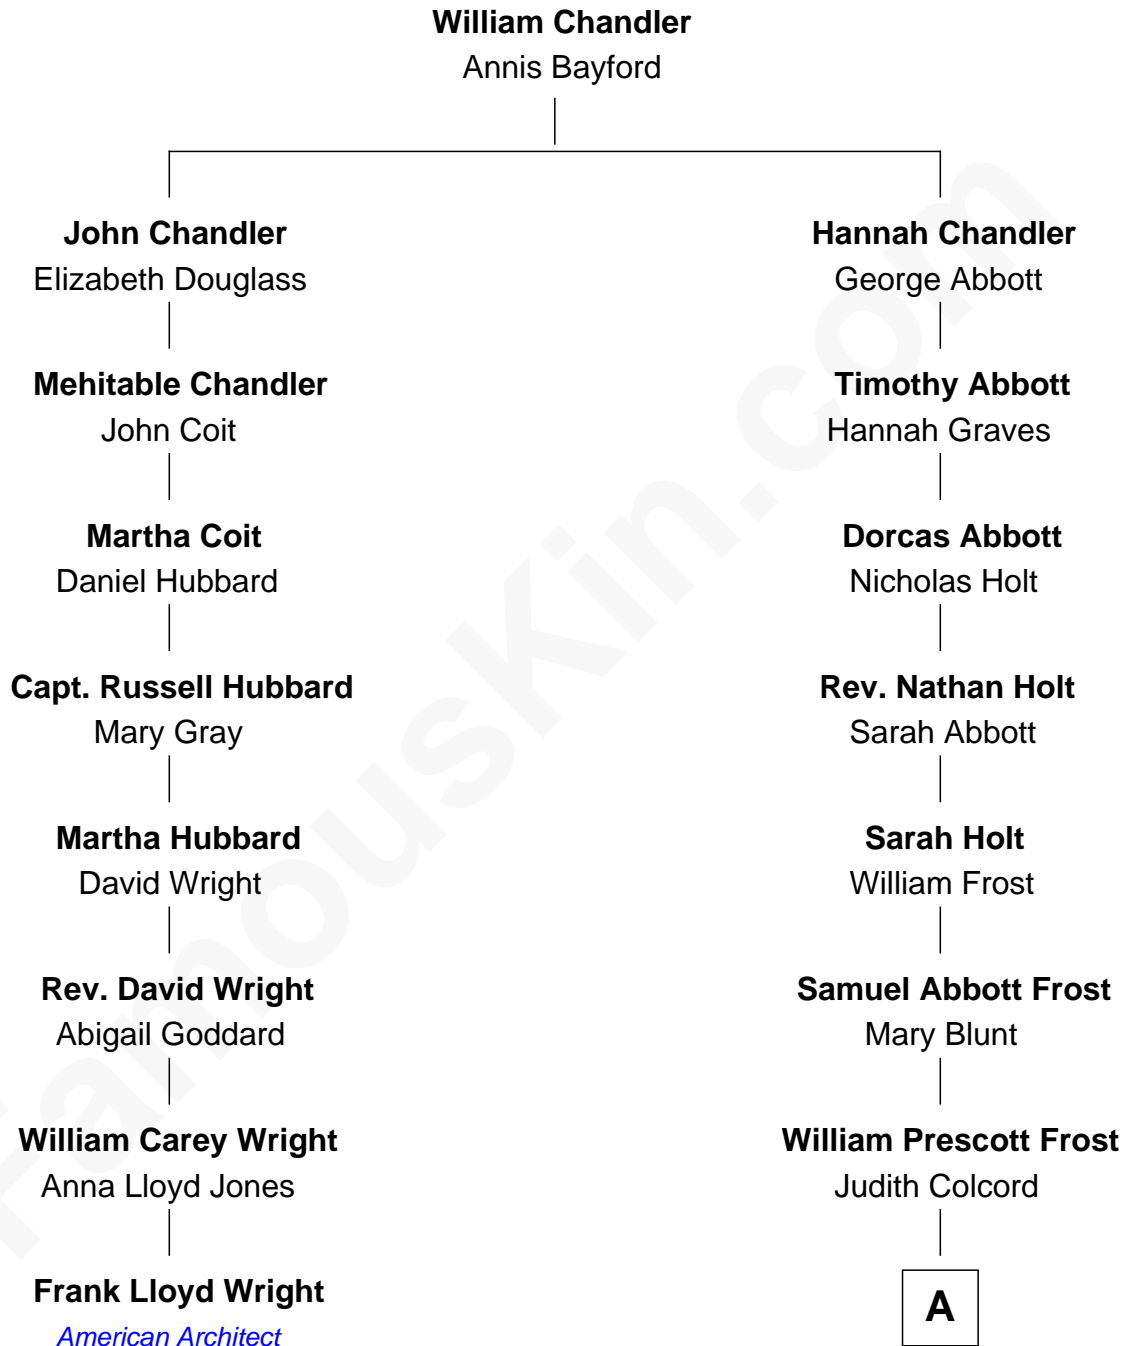 William Chandler
Annis Bayford
John Chandler
Elizabeth Douglass
Mehitable Chandler
John Coit
Martha Coit
Daniel Hubbard
Capt. Russell Hubbard
Mary Gray
Martha Hubbard
David Wright
Rev. David Wright
Abigail Goddard
William Carey Wright
Anna Lloyd Jones
Frank Lloyd Wright
American Architect
Hannah Chandler
George Abbott
Timothy Abbott
Hannah Graves
Dorcas Abbott
Nicholas Holt
Rev. Nathan Holt
Sarah Abbott
Sarah Holt
William Frost
Samuel Abbott Frost
Mary Blunt
William Prescott Frost
Judith Colcord
A
FamousKin.com